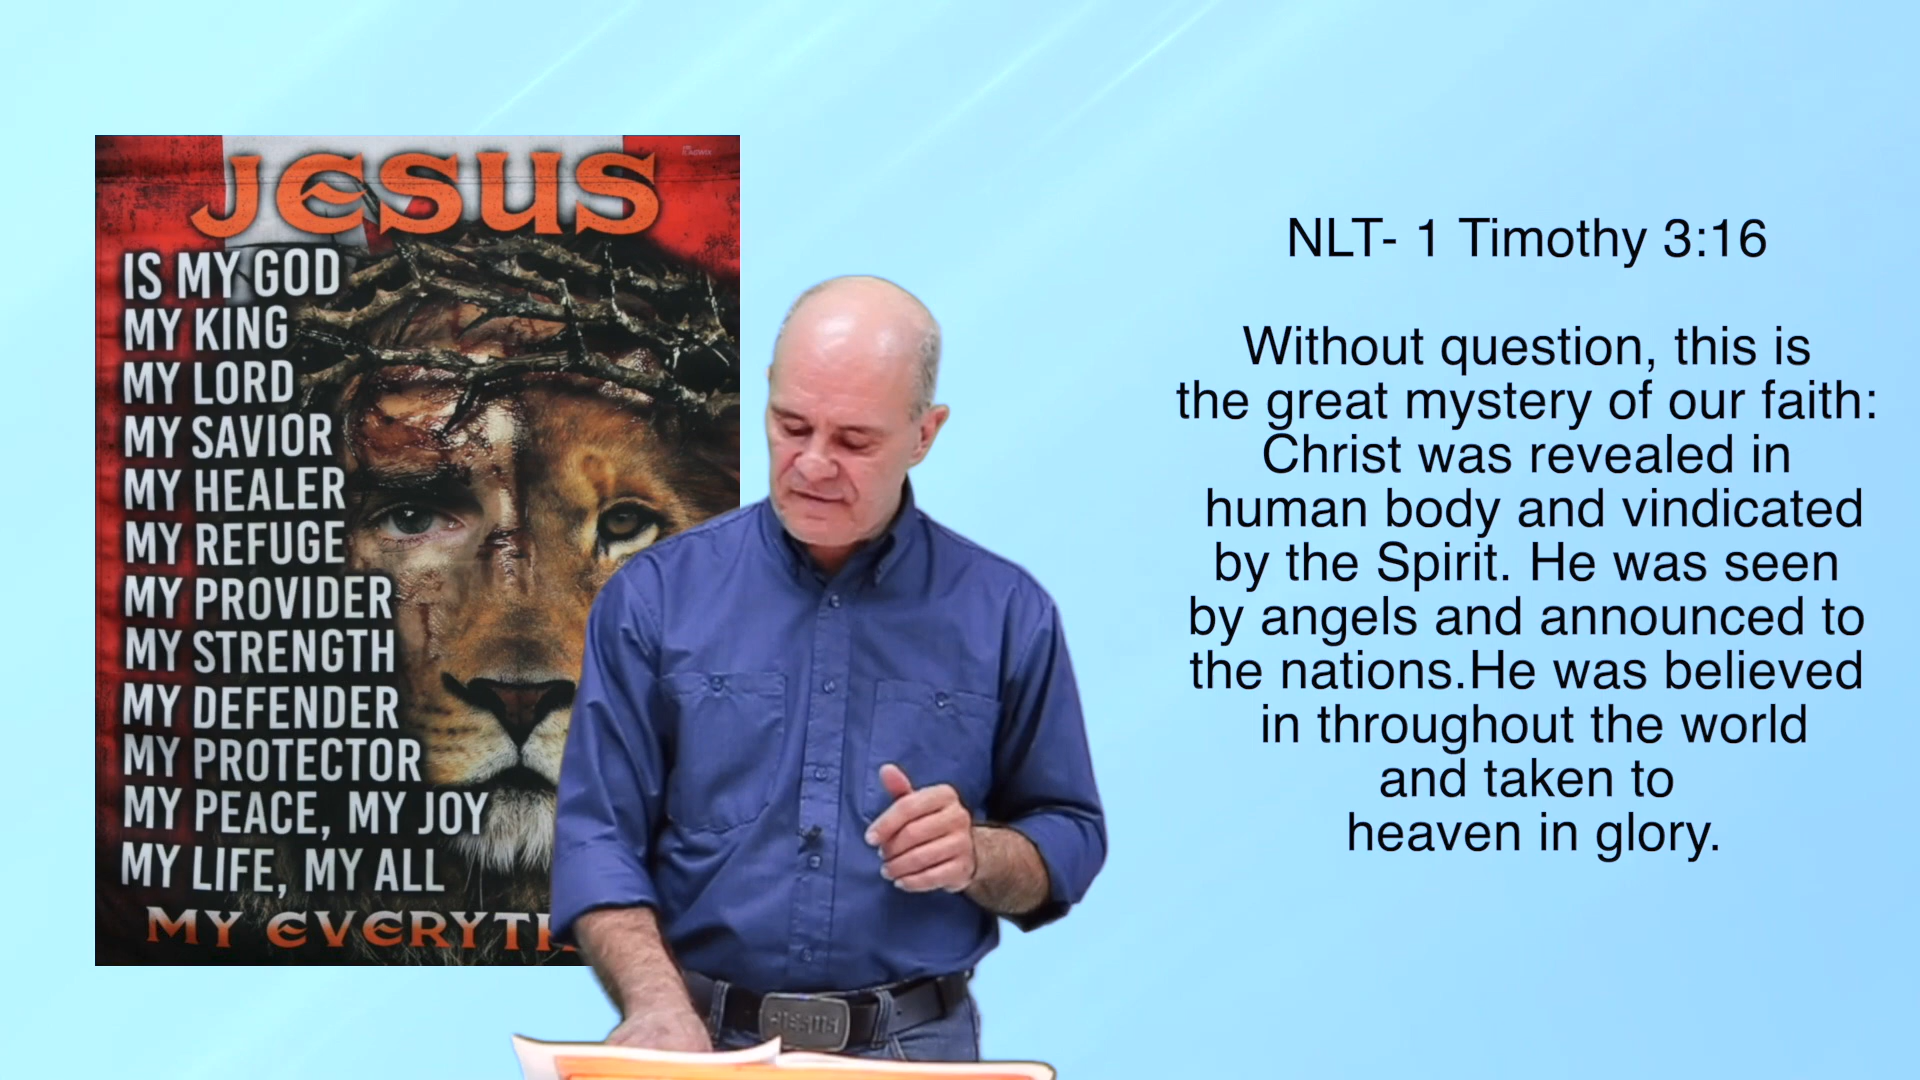 JESUS
IS MY GOD
MY KING
MY LORD
MY SAVIOR
MY HEALER
MY REFUGE
MY PROVIDER
MY STRENGTH
MY DEFENDER
MY PROTECTOR
MY PEACE, MY JOY
MY LIFE, MY ALL
MY
JESUS
NLT- 1 Timothy 3:16
Without question, this is
the great mystery of our faith:
Christ was revealed in
human body and vindicated
by the Spirit. He was seen
by angels and announced to
the nations.He was believed
in throughout the world
and taken to
heaven in glory.